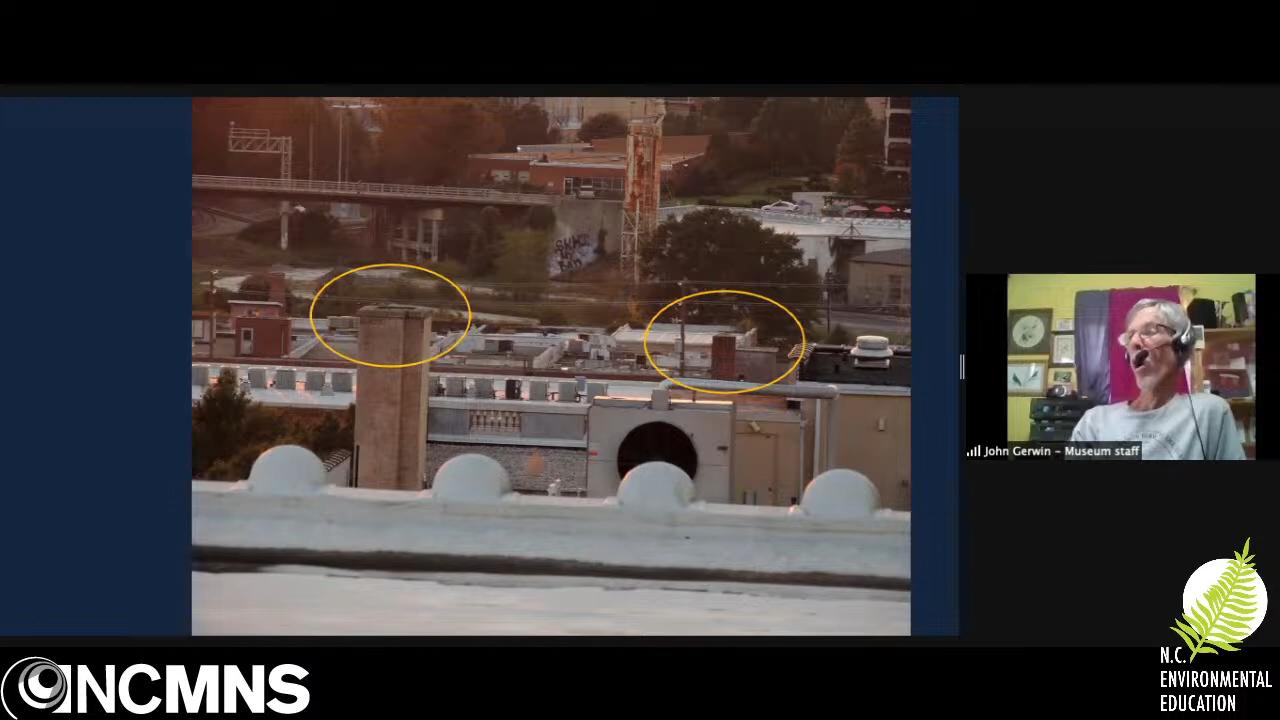 John Gerwin – Museum staff
NCMNS
N.C.
ENVIRONMENTAL
EDUCATION